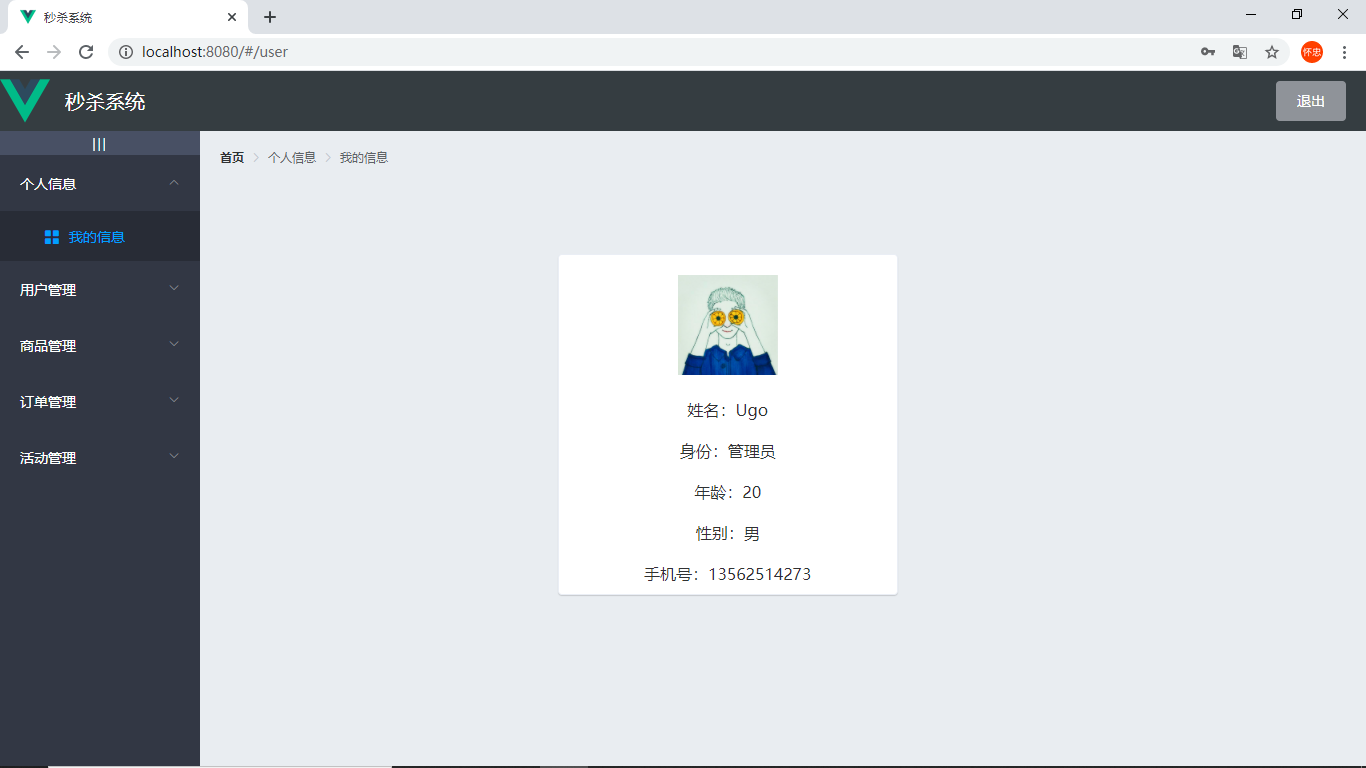 秒杀系统
localhost:8080/#/user
怀忠
秒杀系统
退出
|||
首页 > 个人信息 > 我的信息
个人信息
我的信息
用户管理
商品管理
订单管理
活动管理
姓名：Ugo
身份：管理员
年龄：20
性别：男
手机号：13562514273